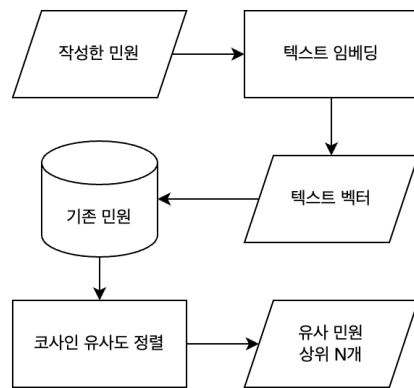 작성한 민원
텍스트 임베딩
텍스트 벡터
기존 민원
코사인 유사도 정렬
유사 민원
상위 N개